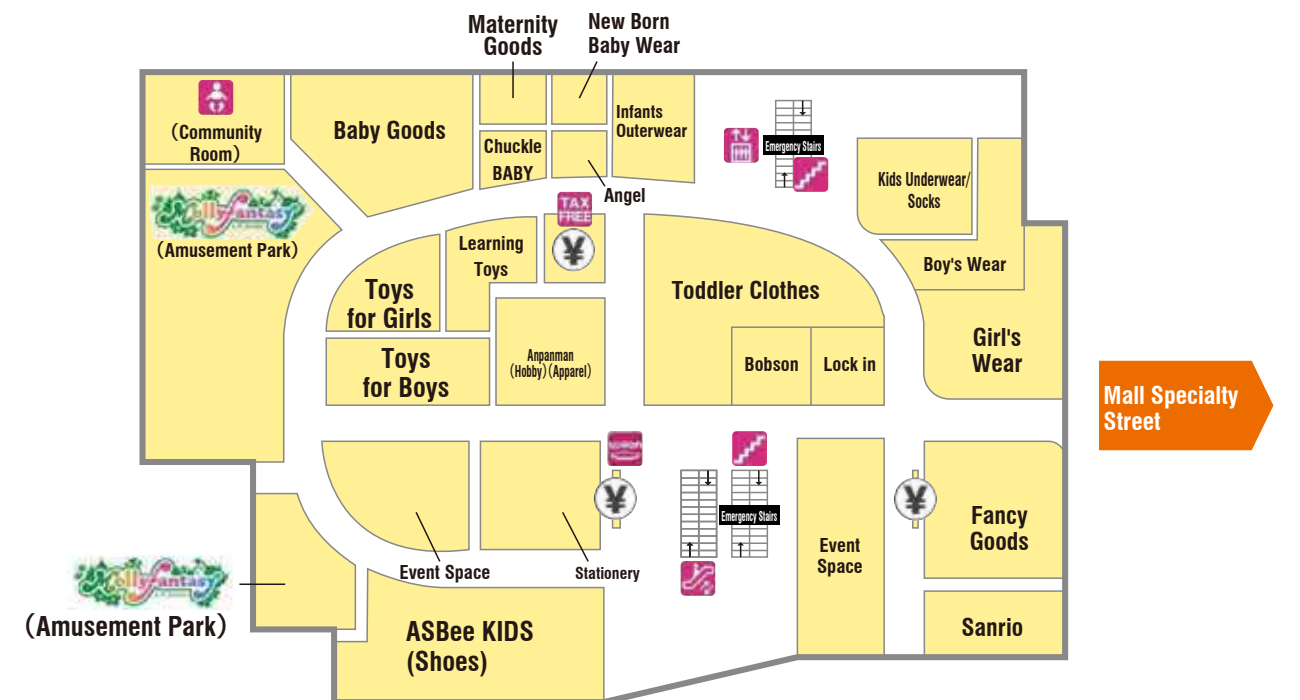 Maternity
Goods
New Born
Baby Wear
(Community
Room)
Baby Goods
Chuckle
BABY
Infants
Outerwear
Angel
Emergency Stairs
Kids Underwear/
Socks
Mollyfantasy
(Amusement Park)
TAX
FREE
¥
Learning
Toys
Toys
for Girls
Toys
for Boys
Anpanman
(Hobby)(Apparel)
Toddler Clothes
Bobson
Lock in
Boy's Wear
Girl's
Wear
Mall Specialty
Street
¥
Emergency Stairs
¥
Event Space
Stationery
Event
Space
Fancy
Goods
Sanrio
Mollyfantasy
(Amusement Park)
ASBee KIDS
(Shoes)